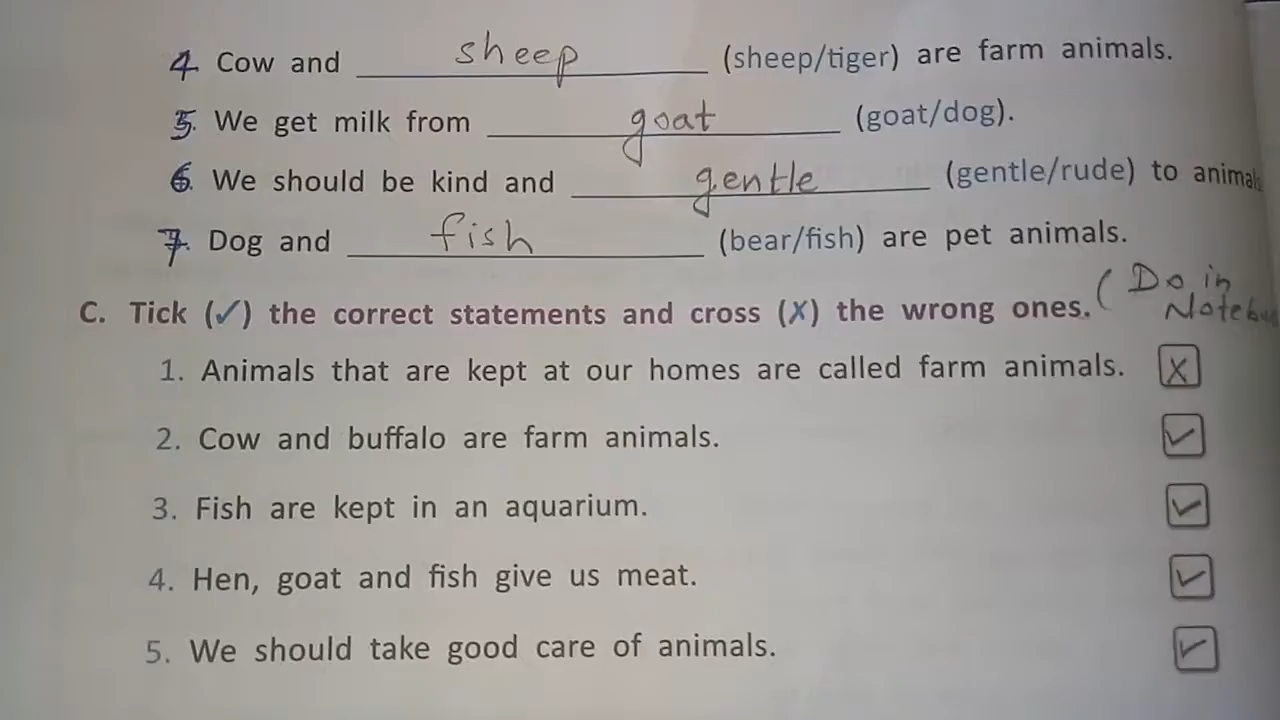 4. Cow and sheep (sheep/tiger) are farm animals.
5. We get milk from goat (goat/dog).
6. We should be kind and gentle (gentle/rude) to animals
7. Dog and fish (bear/fish) are pet animals.
C. Tick (✓) the correct statements and cross (X) the wrong ones. ( Do in
1. Animals that are kept at our homes are called farm animals. X
2. Cow and buffalo are farm animals. ✓
3. Fish are kept in an aquarium. ✓
4. Hen, goat and fish give us meat. ✓
5. We should take good care of animals. ✓